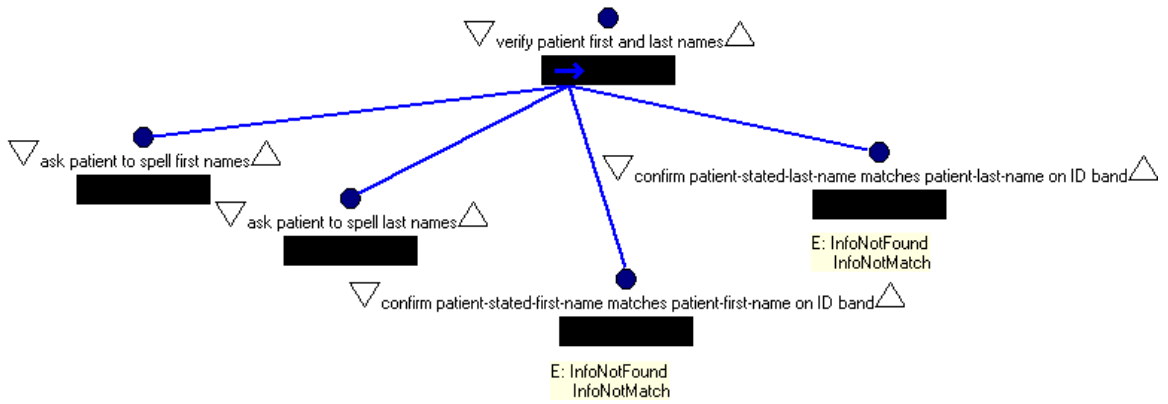 verify patient first and last names
ask patient to spell first names
confirm patient-stated-last-name matches patient-last-name on ID band
ask patient to spell last names
E: InfoNotFound
InfoNotMatch
confirm patient-stated-first-name matches patient-first-name on ID band
E: InfoNotFound
InfoNotMatch